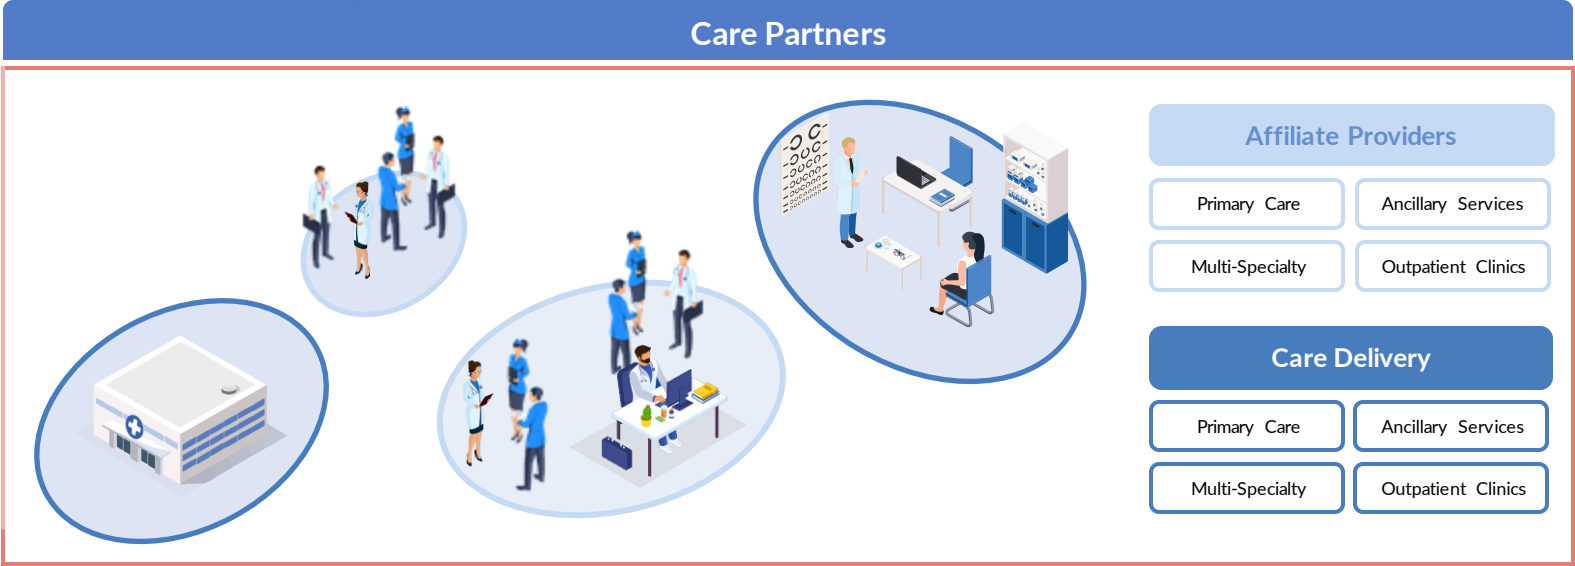 Care Partners
Affiliate Providers
Primary Care
Ancillary Services
Multi-Specialty
Outpatient Clinics
Care Delivery
Primary Care
Ancillary Services
Multi-Specialty
Outpatient Clinics